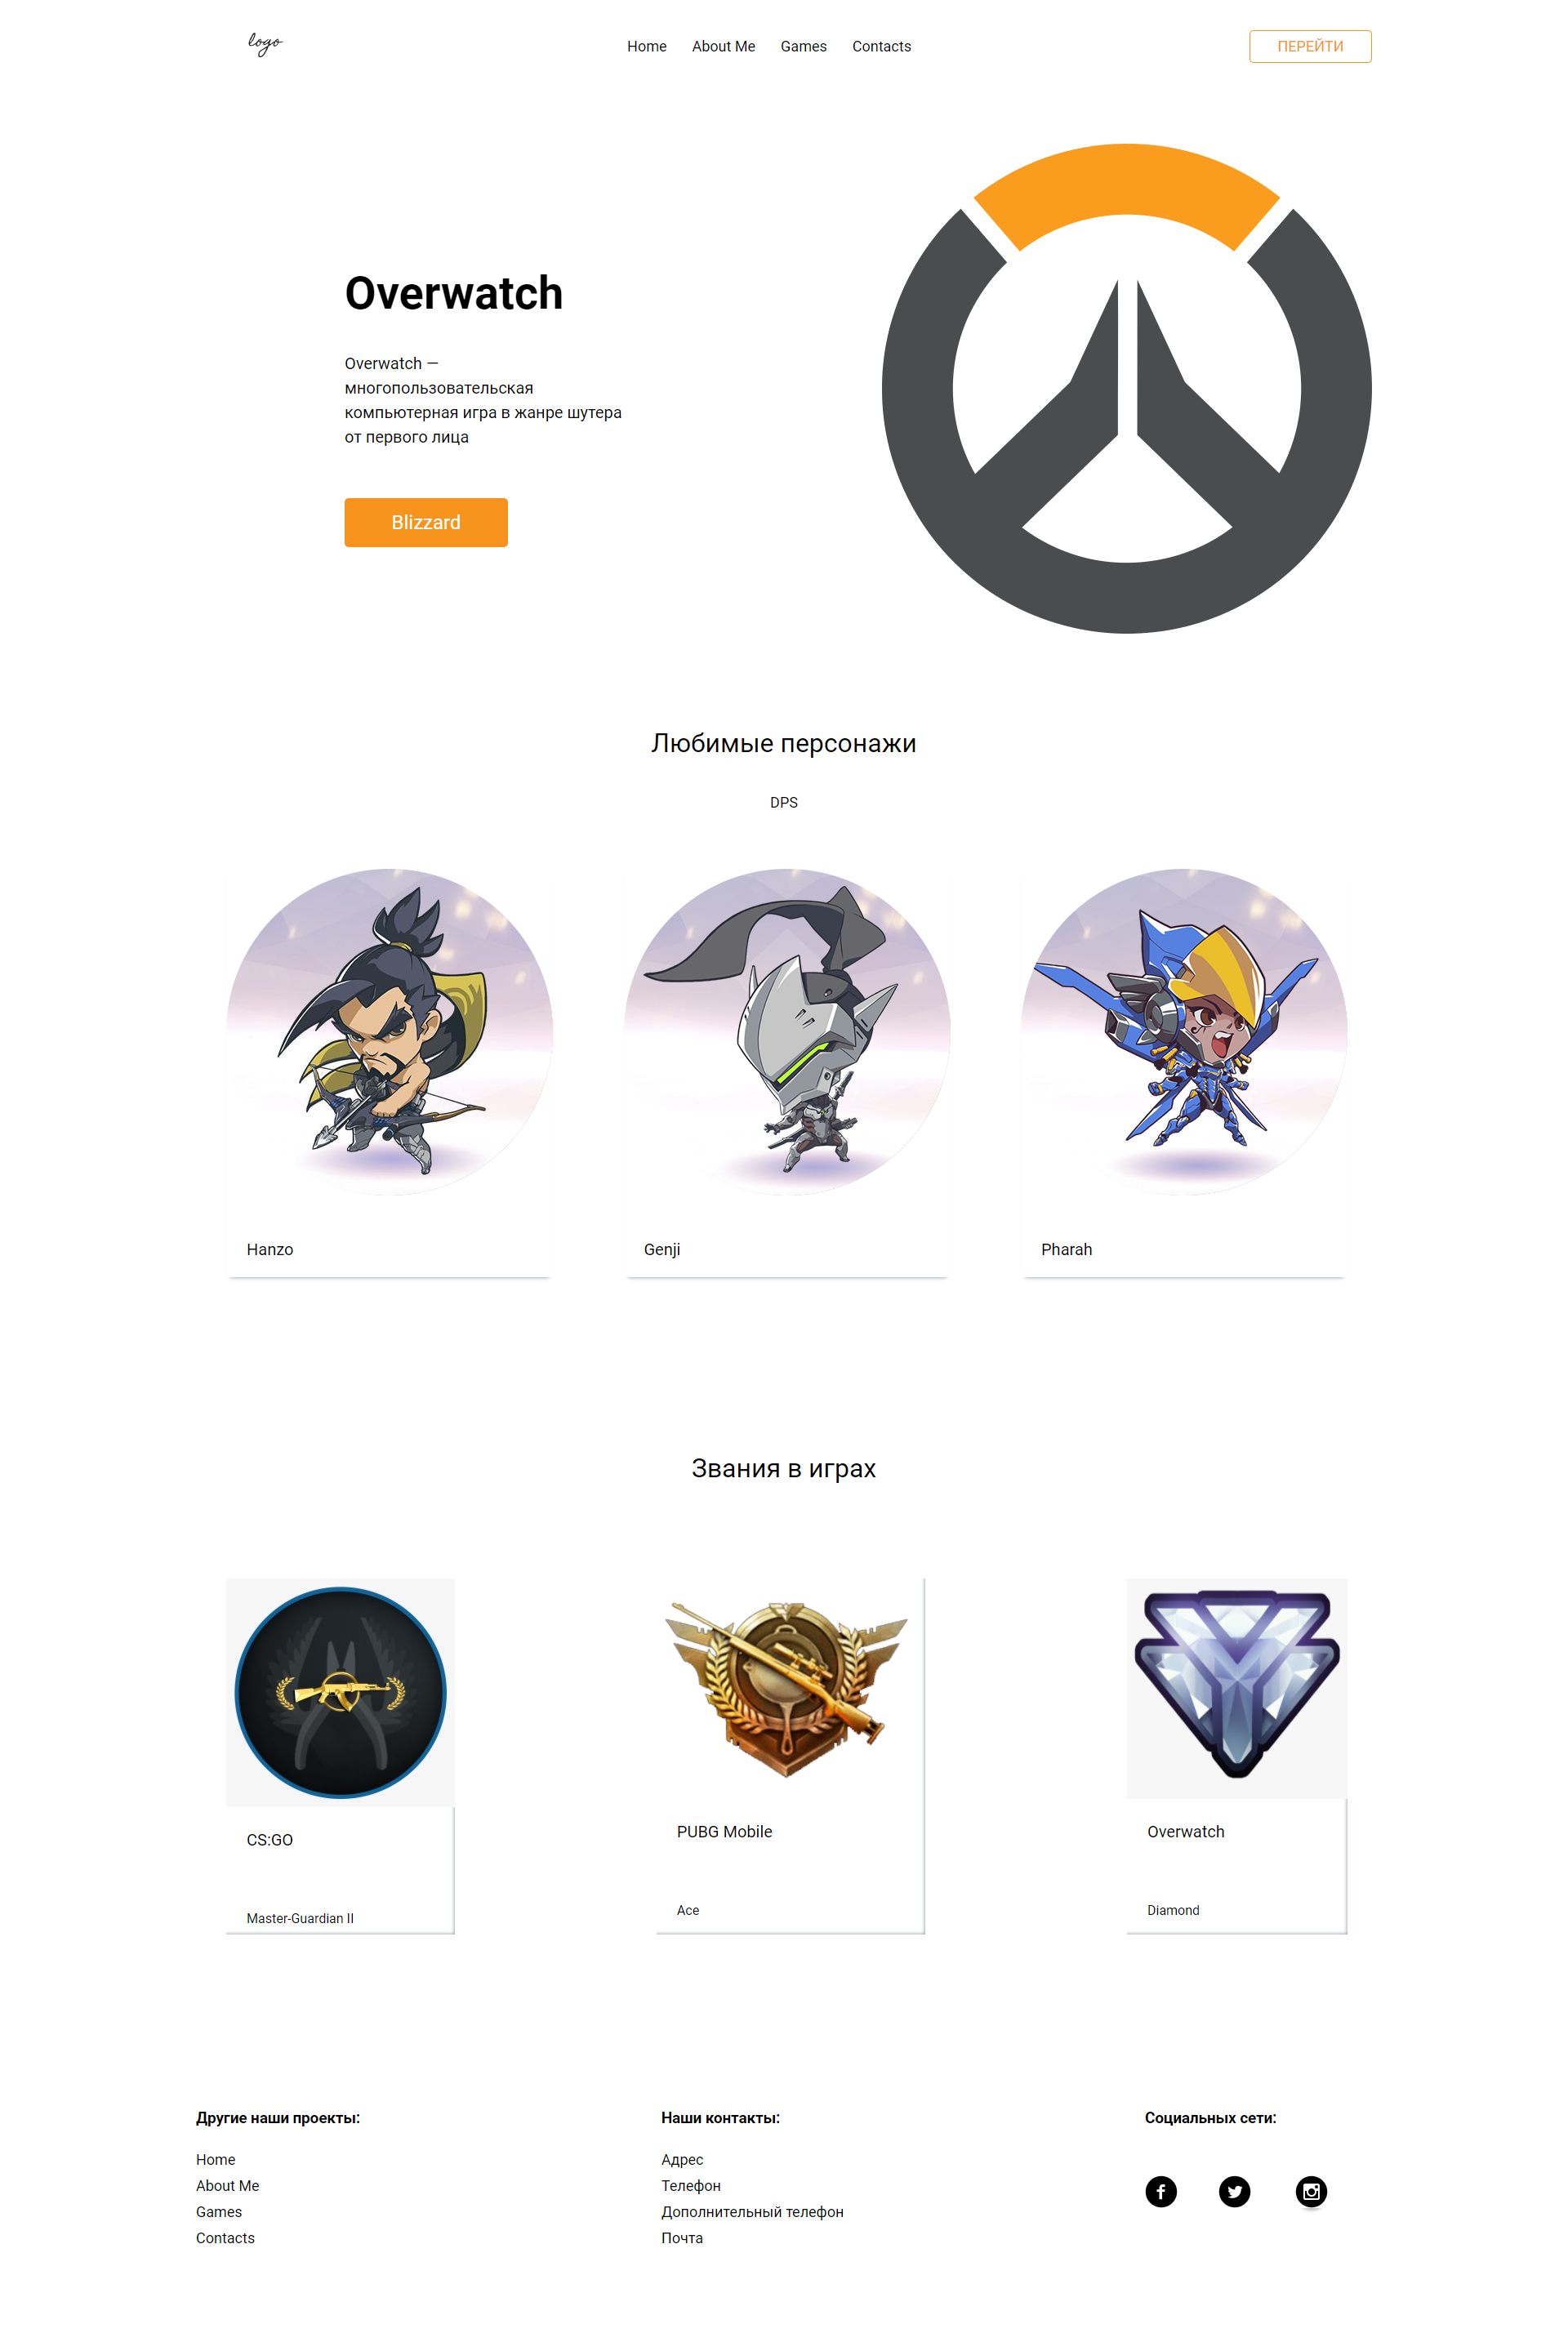 logo
Home
About Me
Games
Contacts
ПЕРЕЙТИ
Overwatch
Overwatch —
многопользовательская
компьютерная игра в жанре шутера
от первого лица
Blizzard
Любимые персонажи
DPS
Hanzo
Genji
Pharah
Звания в играх
CS:GO
Master-Guardian II
PUBG Mobile
Ace
Overwatch
Diamond
Другие наши проекты:
Home
About Me
Games
Contacts
Наши контакты:
Адрес
Телефон
Дополнительный телефон
Почта
Социальных сети: